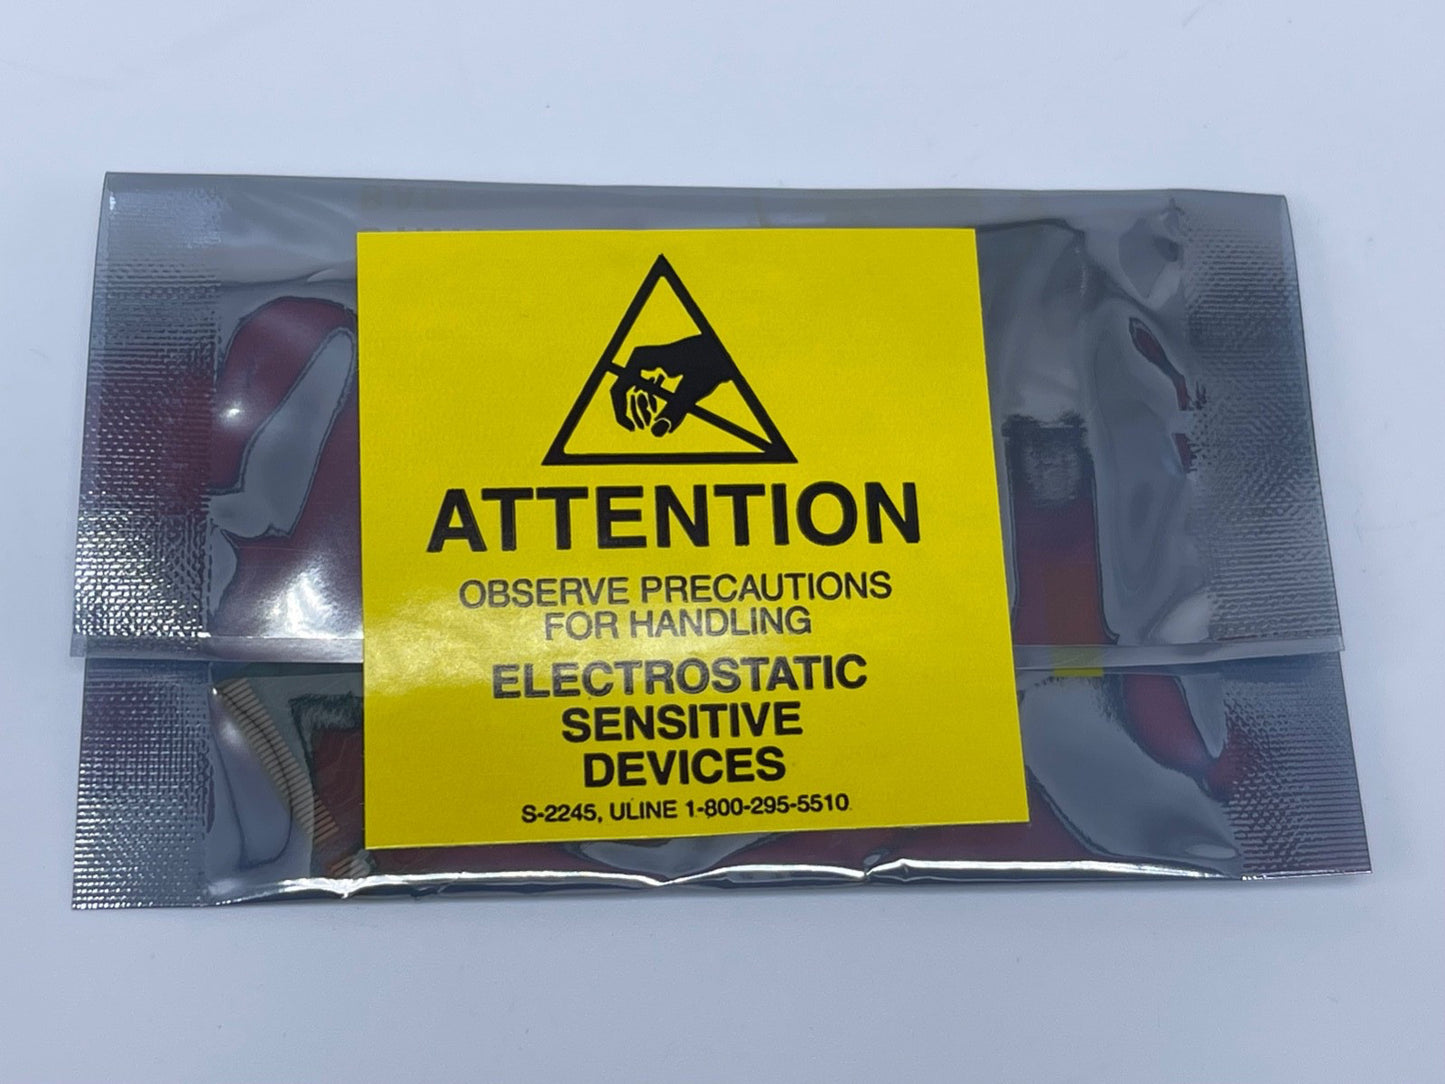 ATTENTION
OBSERVE PRECAUTIONS
FOR HANDLING
ELECTROSTATIC
SENSITIVE
DEVICES
S-2245, ULINE 1-800-295-5510